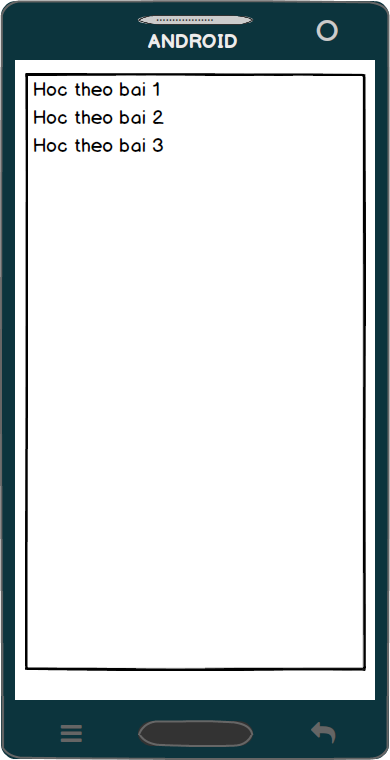 ANDROID
Hoc theo bai 1
Hoc theo bai 2
Hoc theo bai 3